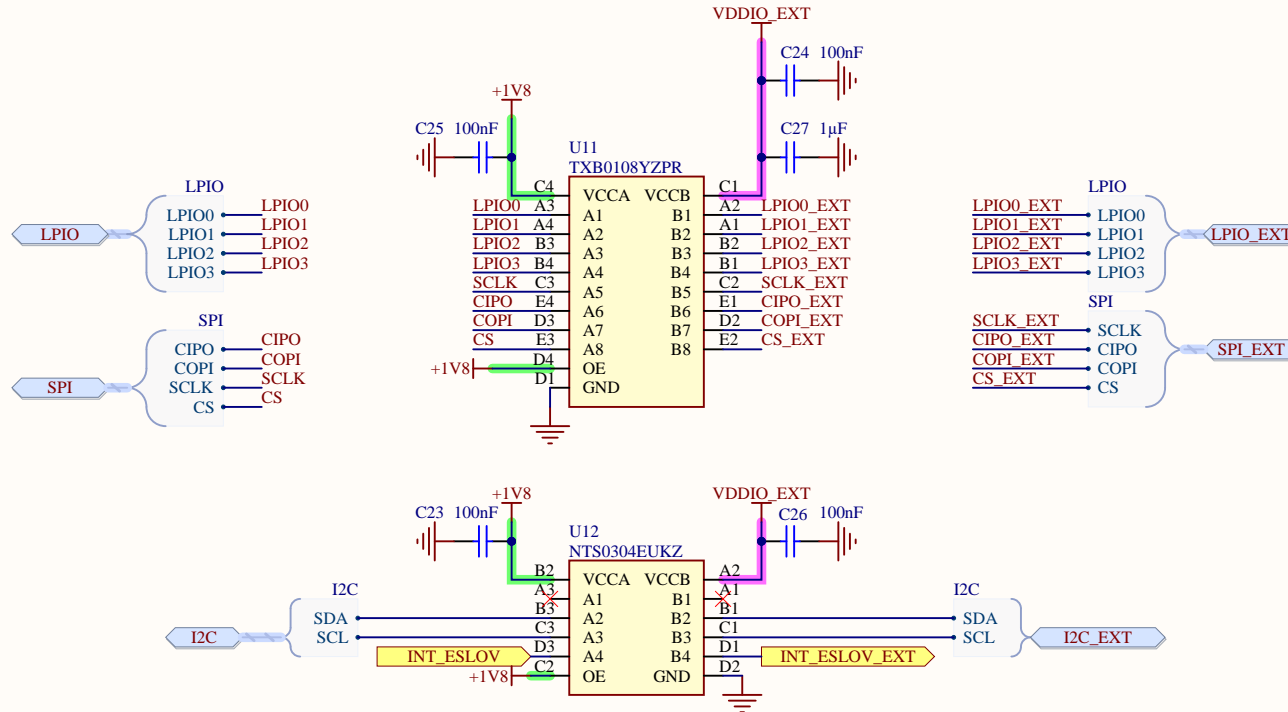 VDDIO_EXT
C24 100nF
+1V8
C25 100nF
C27 1µF
U11
TXB0108YZPR
C4 VCCA VCCB C1
LPIO0 A3 A1 B1 A2 LPIO0_EXT
LPIO1 A4 A2 B2 A1 LPIO1_EXT
LPIO2 B3 A3 B3 B2 LPIO2_EXT
LPIO3 B4 A4 B4 B1 LPIO3_EXT
SCLK C3 A5 B5 C2 SCLK_EXT
CIPO E4 A6 B6 E1 CIPO_EXT
COPI D3 A7 B7 D2 COPI_EXT
CS E3 A8 B8 E2 CS_EXT
+1V8 D4 OE
D1 GND
LPIO
LPIO
LPIO0 LPIO0
LPIO1 LPIO1
LPIO2 LPIO2
LPIO3 LPIO3
SPI
SPI
CIPO CIPO
COPI COPI
SCLK SCLK
CS CS
LPIO
LPIO0_EXT LPIO0
LPIO1_EXT LPIO1
LPIO2_EXT LPIO2
LPIO3_EXT LPIO3
LPIO_EXT
SPI
SCLK_EXT SCLK
CIPO_EXT CIPO
COPI_EXT COPI
CS_EXT CS
SPI_EXT
+1V8
VDDIO_EXT
C23 100nF
C26 100nF
U12
NTS0304EUKZ
B2 VCCA VCCB A2
A3 A1 B1 A1
B3 A2 B2 B1
C3 A3 B3 C1
INT_ESLOV D3 A4 B4 D1 INT_ESLOV_EXT
+1V8 C2 OE GND D2
I2C
SDA
SCL
I2C
I2C
SDA
SCL
I2C_EXT